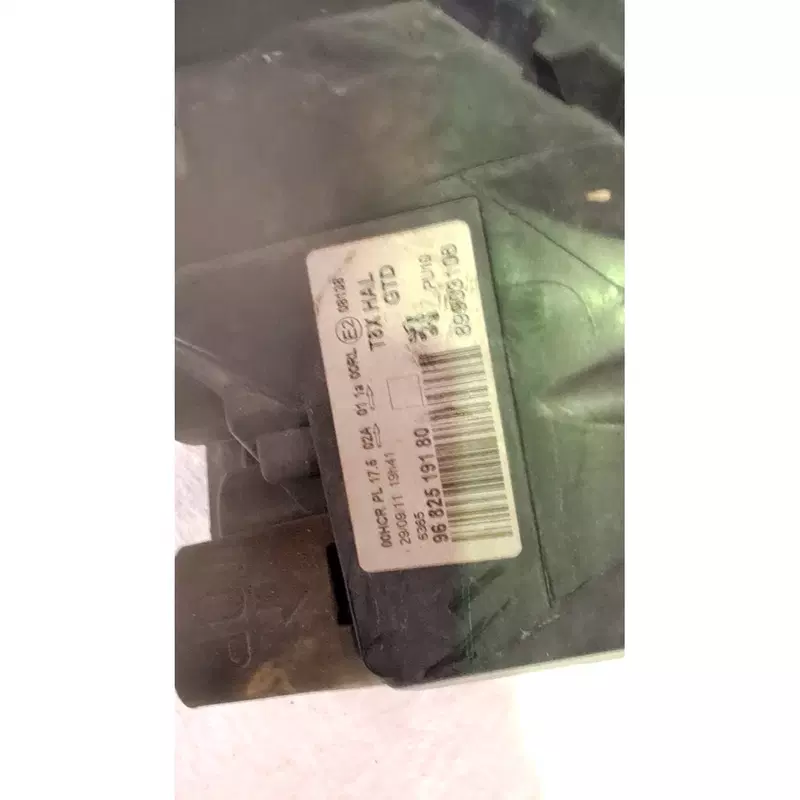 00HCR PL 17.5 02A 01 1a 00RL E2 08128
29/09/11 19h41
T8X HAL
GTD
PU19
6365
96 825 191 80
89903108